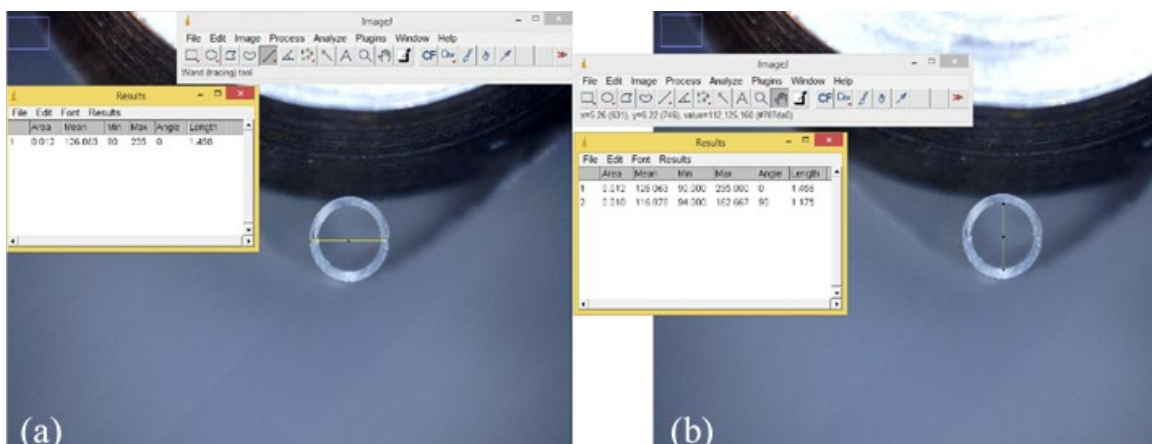 ImageJ
File Edit Image Process Analyze Plugins Window Help
Wand (tracing) tool
Results
File Edit Font Results
Area Mean Min Max Angle Length
1 0.012 126.063 90 235 0 1.456
(a)
ImageJ
File Edit Image Process Analyze Plugins Window Help
Results
File Edit Font Results
Area Mean Min Max Angle Length
1 0.012 126.063 90.000 235.000 0 1.456
2 0.010 116.878 94.000 162.667 90 1.175
(b)